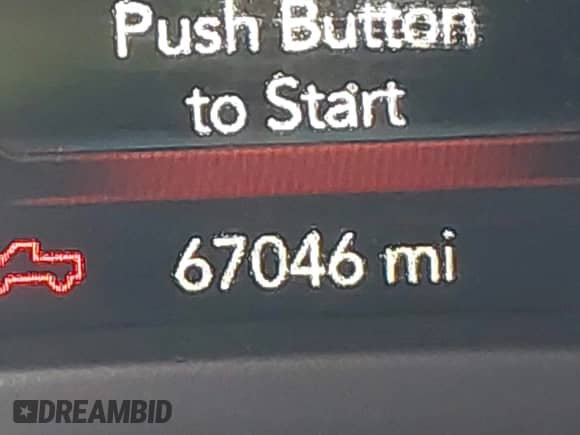 Push Button
to Start
67046 mi
DREAMBID